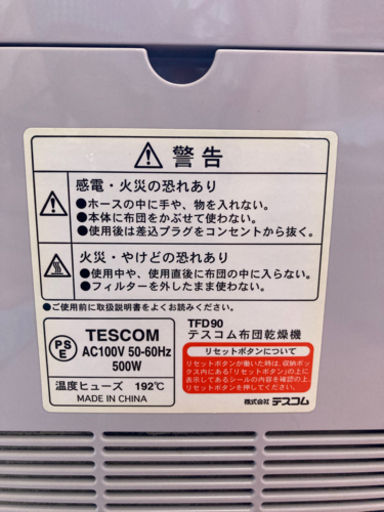 警告
感電・火災の恐れあり
●ホースの中に手や、物を入れない。
●本体に布団をかぶせて使わない。
●使用後は差込プラグをコンセントから抜く。
火災・やけどの恐れあり
●使用中や、使用直後に布団の中に入らない。
●フィルターを外したまま使わない。
●ご使用前に取扱説明書をよくお読みください。
PSE
TESCOM
AC100V 50-60Hz
500W
温度ヒューズ 192℃
MADE IN CHINA
TFD90
テスコム布団乾燥機
リセットボタンについて
リセットボタンが働いた時は、収納ボッ
クス内にある「リセットボタン」の上に
表示してあるシールの内容を確認の上、
リセットボタンを押してください。
株式会社 テスコム